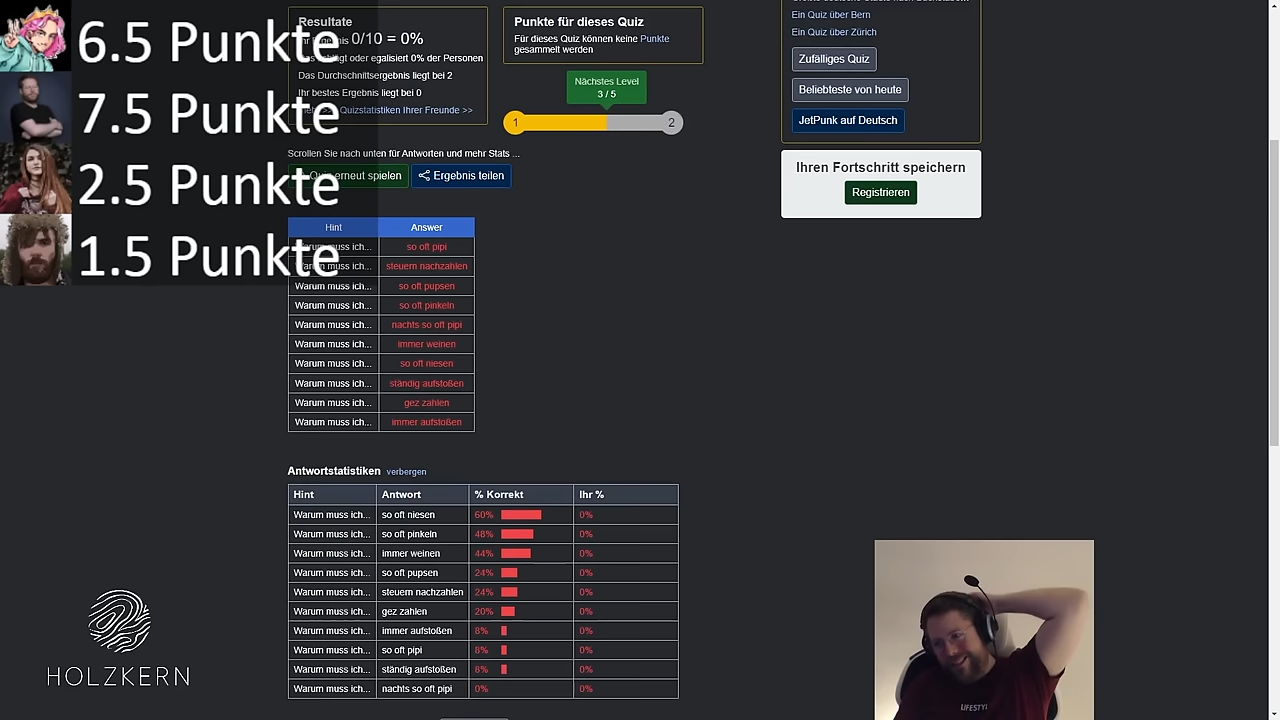 6.5 Punkte
7.5 Punkte
2.5 Punkte
1.5 Punkte
Resultate
Ihr Ergebnis 0/10 = 0%
egalisiert 0% der Personen
Das Durchschnittsergebnis liegt bei 2
Ihr bestes Ergebnis liegt bei 0
Quizstatistiken Ihrer Freunde >>
Punkte für dieses Quiz
Für dieses Quiz können keine Punkte
gesammelt werden
Nächstes Level
3 / 5
1
2
Scrollen Sie nach unten für Antworten und mehr Stats ...
Quiz erneut spielen
Ergebnis teilen
Hint Answer
Warum muss ich... so oft pipi
Warum muss ich... steuern nachzahlen
Warum muss ich... so oft pupsen
Warum muss ich... so oft pinkeln
Warum muss ich... nachts so oft pipi
Warum muss ich... immer weinen
Warum muss ich... so oft niesen
Warum muss ich... ständig aufstoßen
Warum muss ich... gez zahlen
Warum muss ich... immer aufstoßen
Antwortstatistiken verbergen
Hint Antwort % Korrekt Ihr %
Warum muss ich... so oft niesen 60% 0%
Warum muss ich... so oft pinkeln 48% 0%
Warum muss ich... immer weinen 44% 0%
Warum muss ich... so oft pupsen 24% 0%
Warum muss ich... steuern nachzahlen 24% 0%
Warum muss ich... gez zahlen 20% 0%
Warum muss ich... immer aufstoßen 8% 0%
Warum muss ich... so oft pipi 8% 0%
Warum muss ich... ständig aufstoßen 8% 0%
Warum muss ich... nachts so oft pipi 0% 0%
Ein Quiz über Bern
Ein Quiz über Zürich
Zufälliges Quiz
Beliebteste von heute
JetPunk auf Deutsch
Ihren Fortschritt speichern
Registrieren
HOLZKERN